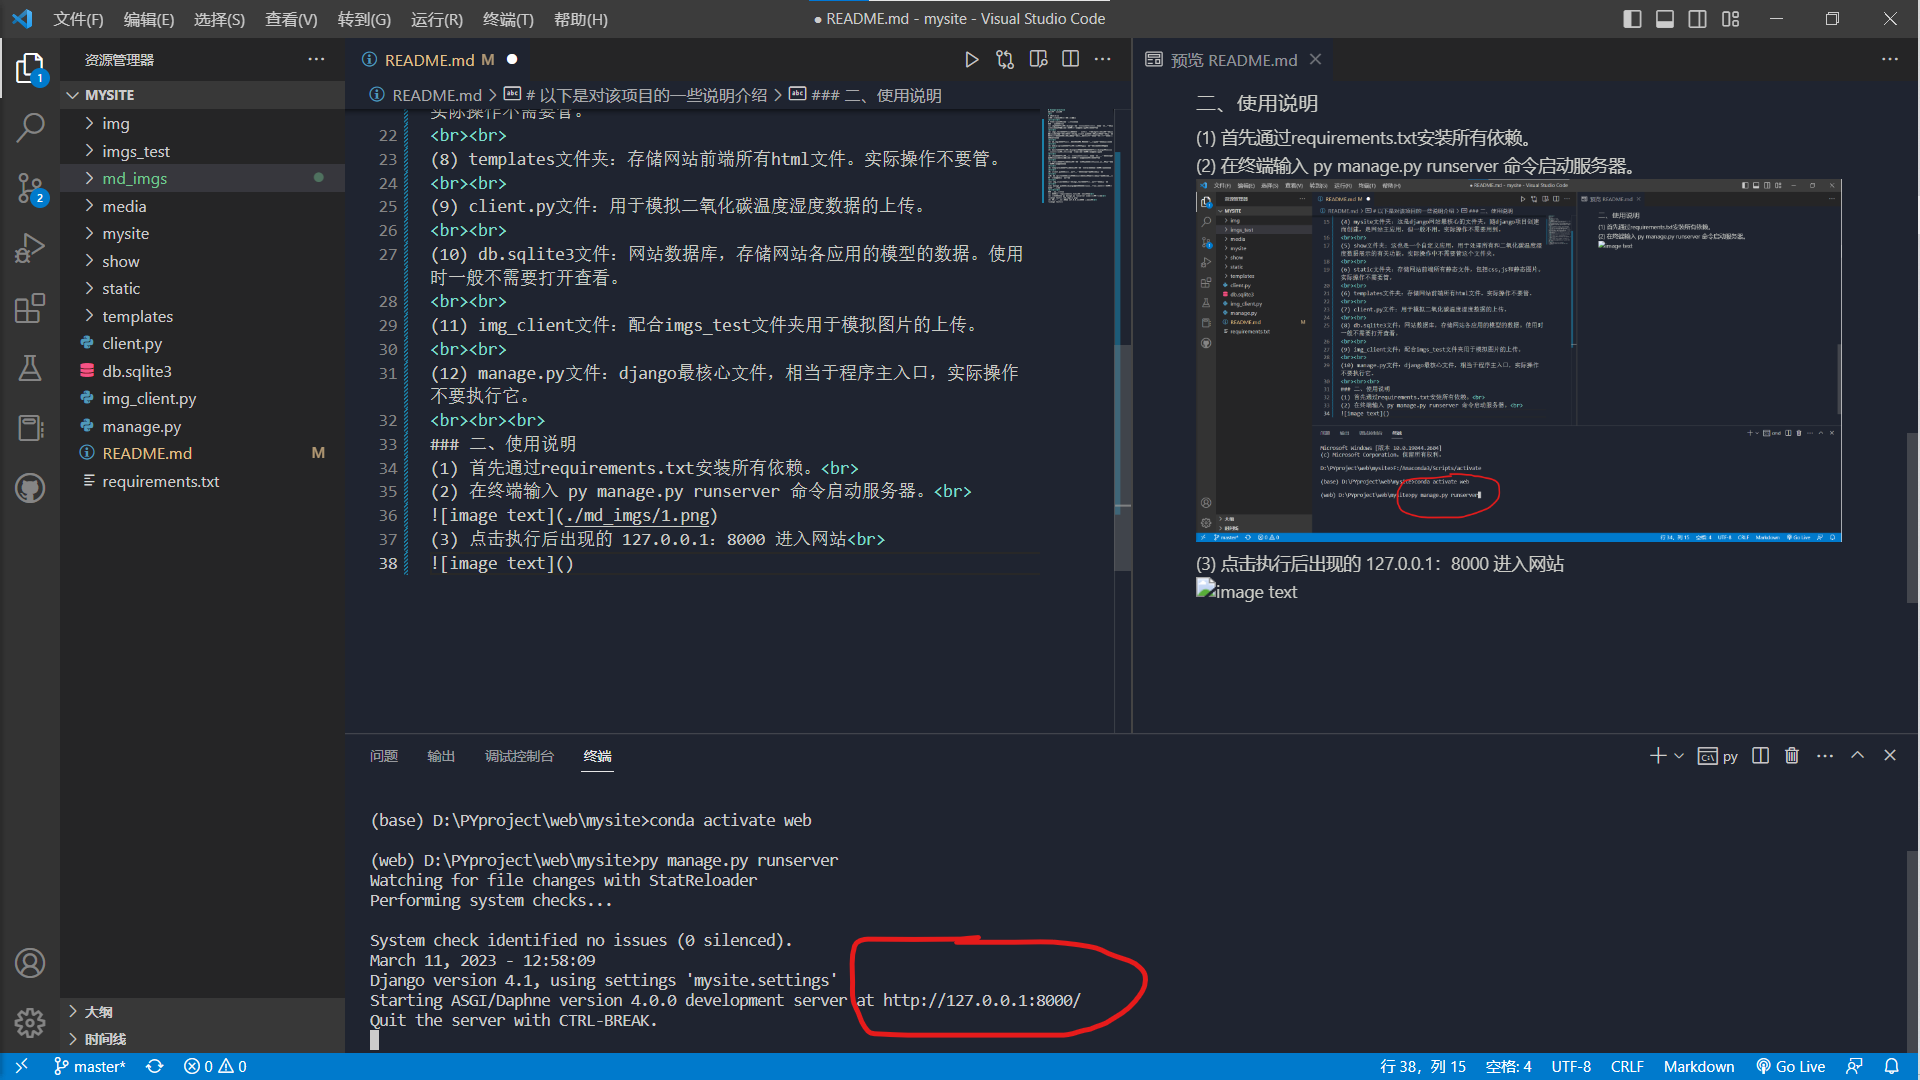 文件(F) 编辑(E) 选择(S) 查看(V) 转到(G) 运行(R) 终端(T) 帮助(H)
● README.md - mysite - Visual Studio Code
资源管理器
MYSITE
img
imgs_test
md_imgs
media
mysite
show
static
templates
client.py
db.sqlite3
img_client.py
manage.py
README.md M
requirements.txt
大纲
时间线
1
2
README.md M
README.md > # 以下是对该项目的一些说明介绍 > ### 二、使用说明
实际操作不需要管。
22 <br><br>
23 (8) templates文件夹：存储网站前端所有html文件。实际操作不要管。
24 <br><br>
25 (9) client.py文件：用于模拟二氧化碳温度湿度数据的上传。
26 <br><br>
27 (10) db.sqlite3文件：网站数据库，存储网站各应用的模型的数据。使用
时一般不需要打开查看。
28 <br><br>
29 (11) img_client文件：配合imgs_test文件夹用于模拟图片的上传。
30 <br><br>
31 (12) manage.py文件：django最核心文件，相当于程序主入口，实际操作
不要执行它。
32 <br><br><br>
33 ### 二、使用说明
34 (1) 首先通过requirements.txt安装所有依赖。<br>
35 (2) 在终端输入 py manage.py runserver 命令启动服务器。<br>
36 ![image text](./md_imgs/1.png)
37 (3) 点击执行后出现的 127.0.0.1：8000 进入网站<br>
38 ![image text]()
预览 README.md
二、使用说明
(1) 首先通过requirements.txt安装所有依赖。
(2) 在终端输入 py manage.py runserver 命令启动服务器。
(3) 点击执行后出现的 127.0.0.1：8000 进入网站
image text
问题 输出 调试控制台 终端
py
(base) D:\PYproject\web\mysite>conda activate web
(web) D:\PYproject\web\mysite>py manage.py runserver
Watching for file changes with StatReloader
Performing system checks...
System check identified no issues (0 silenced).
March 11, 2023 - 12:58:09
Django version 4.1, using settings 'mysite.settings'
Starting ASGI/Daphne version 4.0.0 development server at http://127.0.0.1:8000/
Quit the server with CTRL-BREAK.
master* 0 0
行 38，列 15 空格: 4 UTF-8 CRLF Markdown Go Live